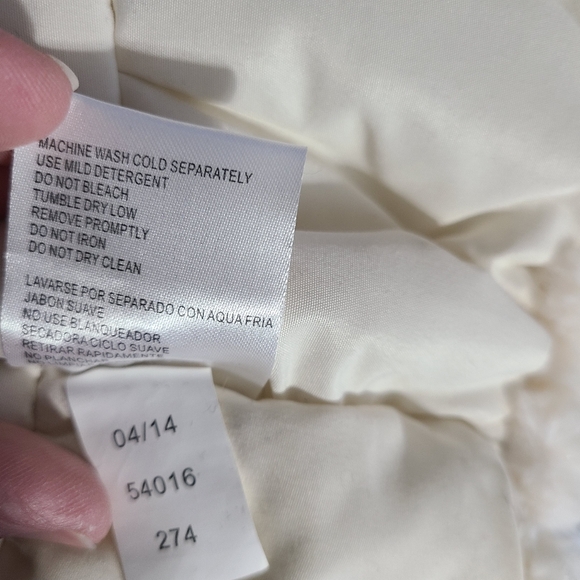 MACHINE WASH COLD SEPARATELY
USE MILD DETERGENT
DO NOT BLEACH
TUMBLE DRY LOW
REMOVE PROMPTLY
DO NOT IRON
DO NOT DRY CLEAN
LAVARSE POR SEPARADO CON AQUA FRIA
JABON SUAVE
NO USE BLANQUEADOR
SECADORA CICLO SUAVE
RETIRAR RAPIDAMENTE
NO
04/14
54016
274